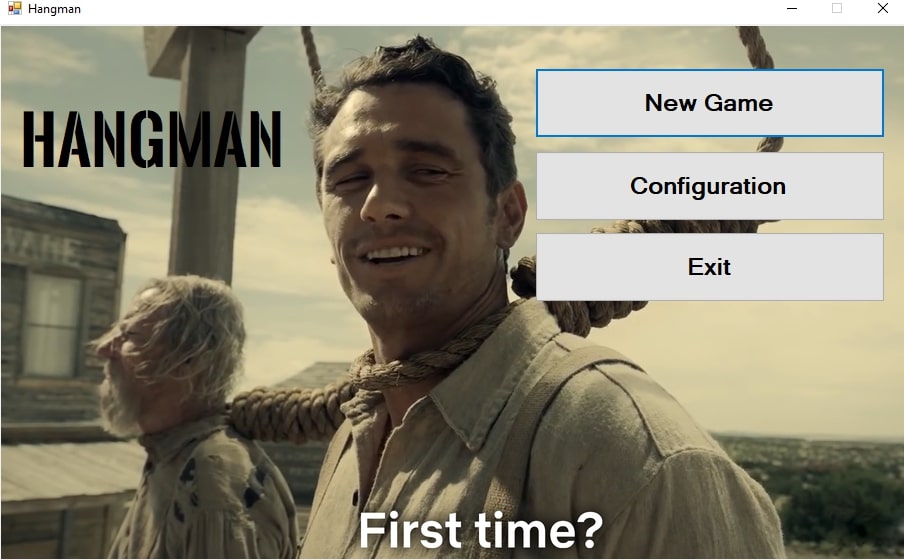 Hangman
HANGMAN
New Game
Configuration
Exit
First time?